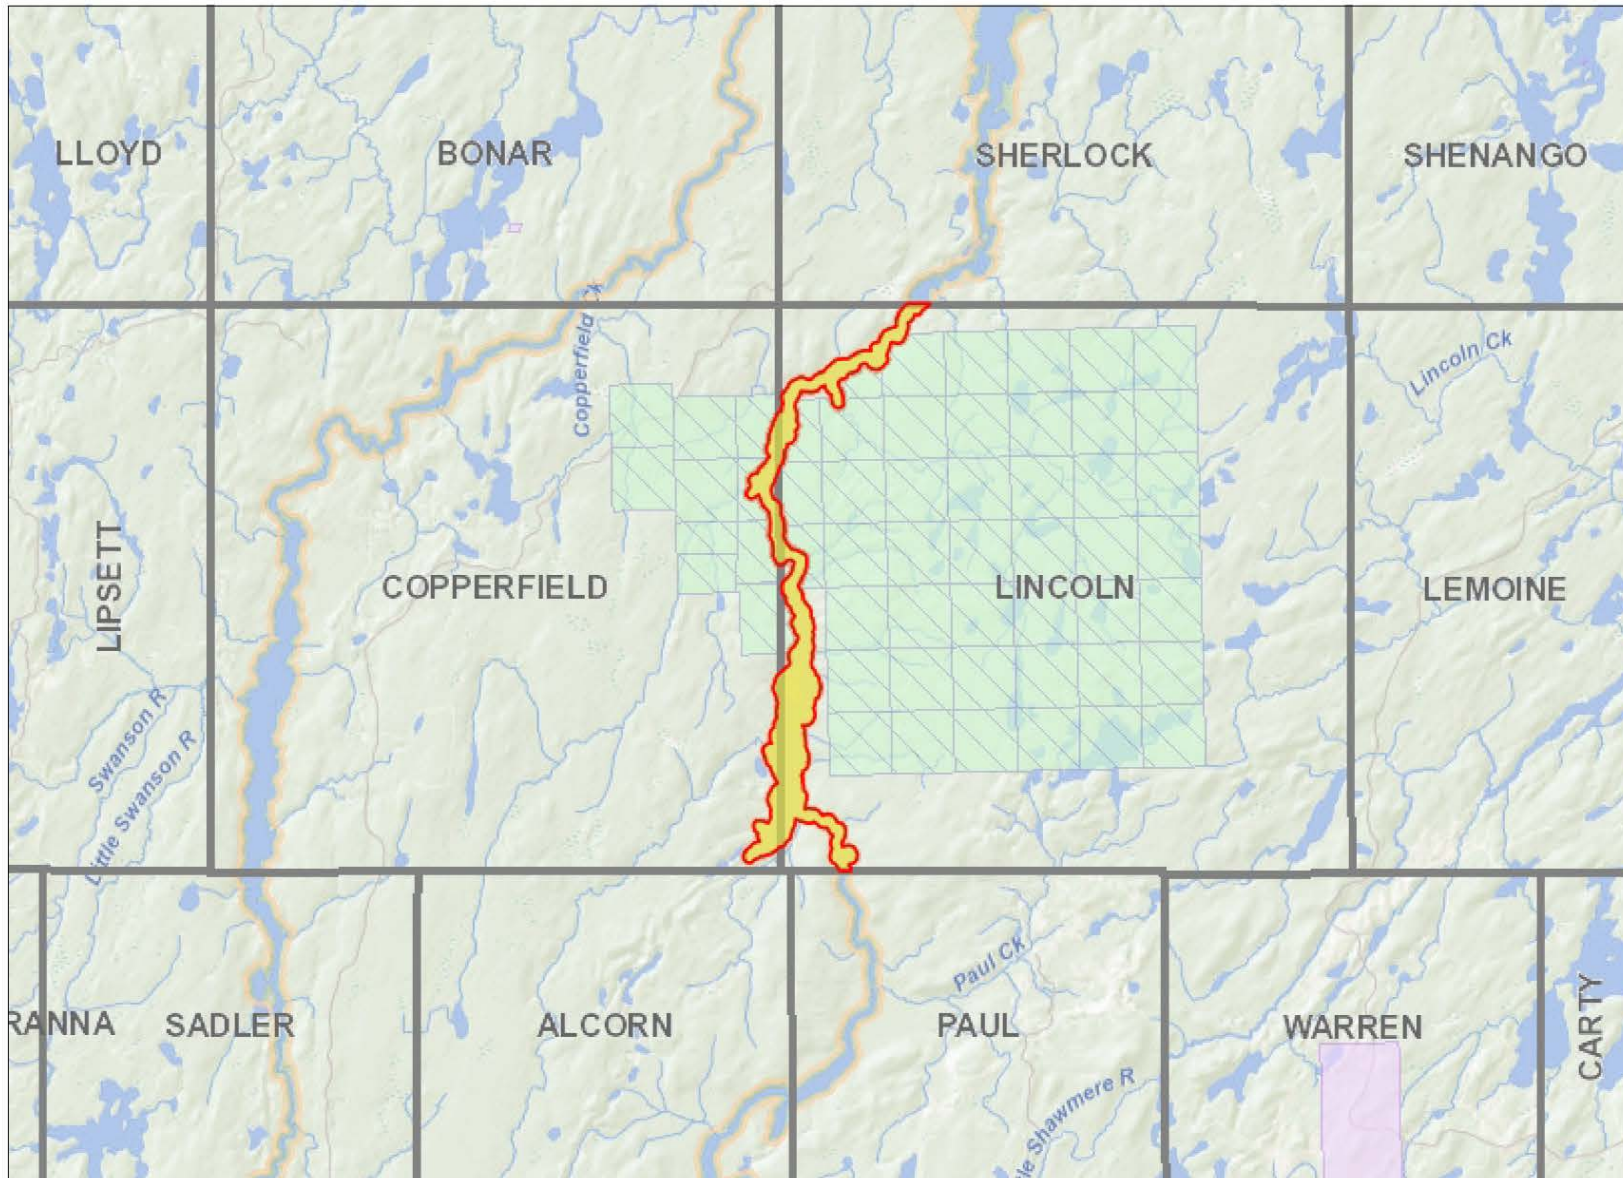 LLOYD
BONAR
SHERLOCK
SHENANGO
Copperfield Ck
Lincoln Ck
LIPSETT
COPPERFIELD
LINCOLN
LEMOINE
Swanson R
Little Swanson R
RANNA
SADLER
ALCORN
PAUL
Paul Ck
WARREN
CARTY
le Shawmere R